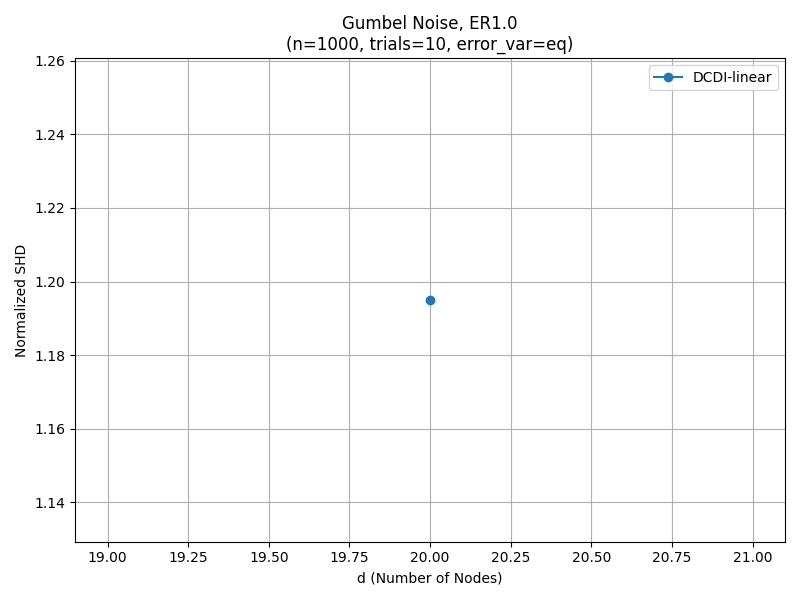 Gumbel Noise, ER1.0
(n=1000, trials=10, error_var=eq)
DCDI-linear
Normalized SHD
1.26
1.24
1.22
1.20
1.18
1.16
1.14
19.00 19.25 19.50 19.75 20.00 20.25 20.50 20.75 21.00
d (Number of Nodes)